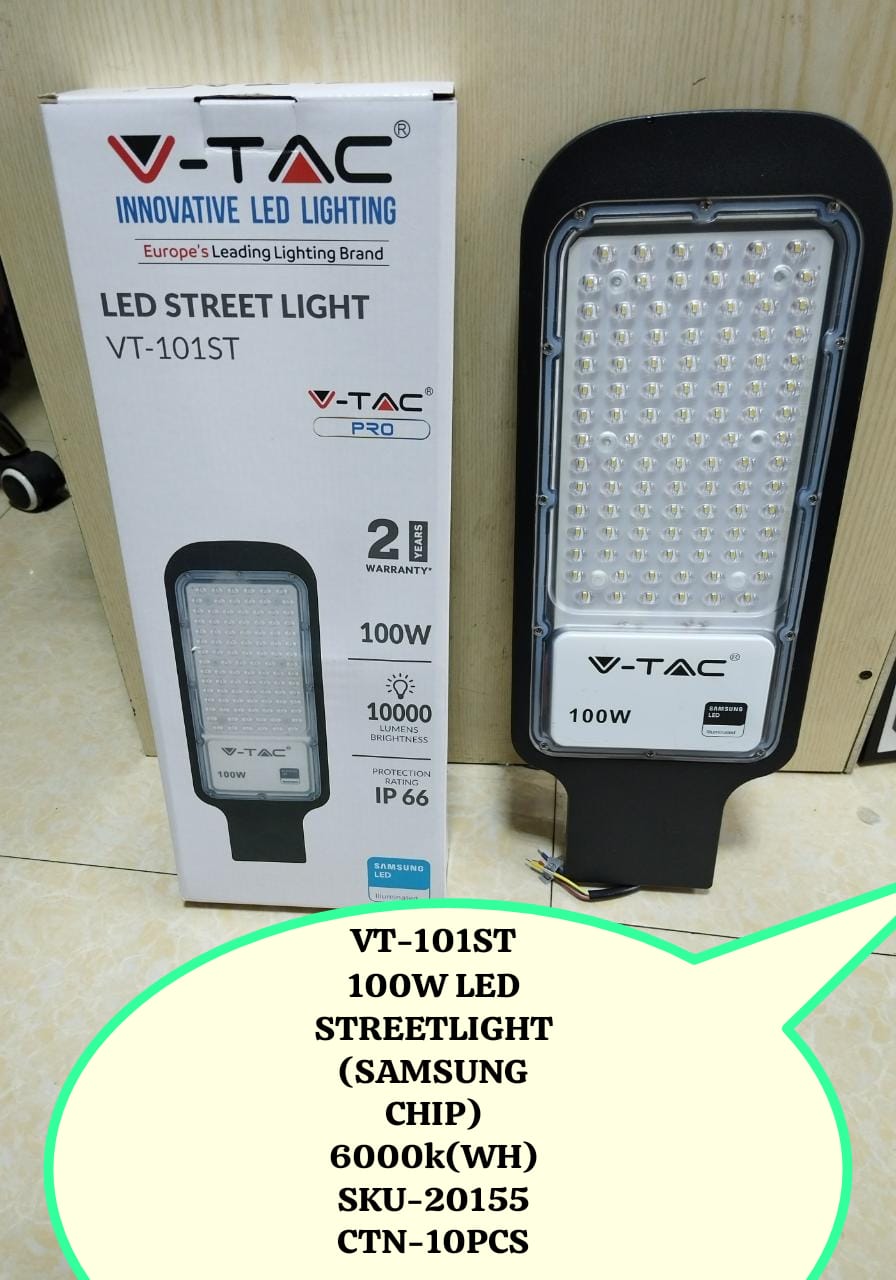 V-TAC®
INNOVATIVE LED LIGHTING
Europe's Leading Lighting Brand
LED STREET LIGHT
VT-101ST
V-TAC®
PRO
2 YEARS
WARRANTY*
100W
10000
LUMENS
BRIGHTNESS
PROTECTION
RATING
IP 66
SAMSUNG
LED
Illuminated
V-TAC®
100W
V-TAC®
100W
SAMSUNG
LED
Illuminated
VT-101ST
100W LED
STREETLIGHT
(SAMSUNG
CHIP)
6000k(WH)
SKU-20155
CTN-10PCS